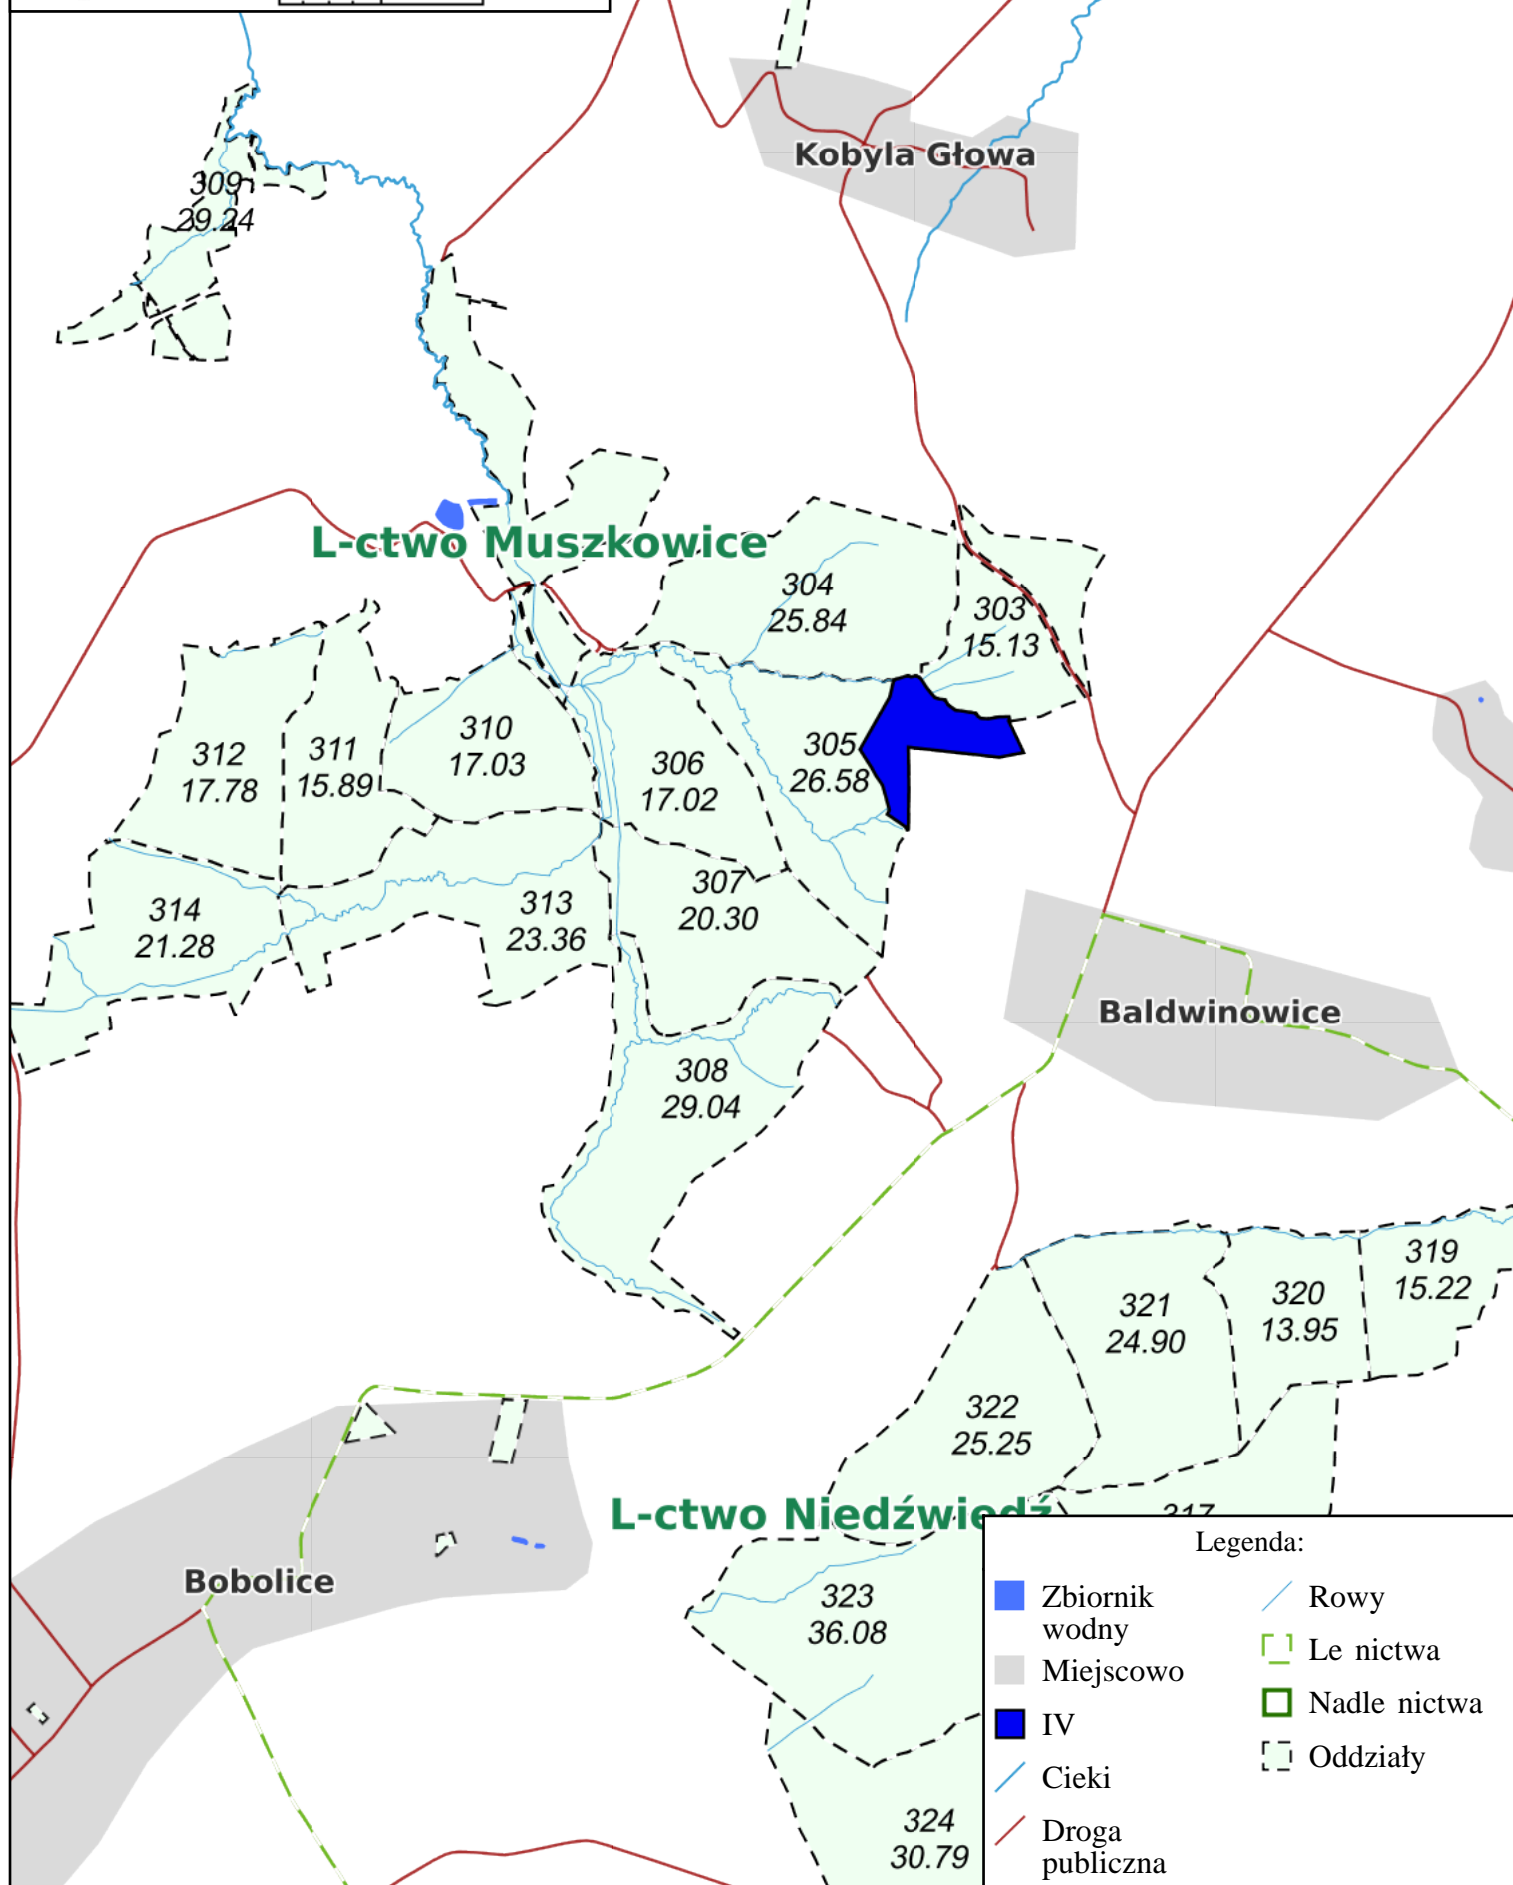 Kobyla Głowa
309
29.24
L-ctwo Muszkowice
304
25.84
303
15.13
310
17.03
312
17.78
311
15.89
306
17.02
305
26.58
307
20.30
314
21.28
313
23.36
Baldwinowice
308
29.04
319
15.22
320
13.95
321
24.90
322
25.25
317
L-ctwo Niedźwiedź
Bobolice
323
36.08
324
30.79
Legenda:
Zbiornik
wodny
Miejscowo
IV
Cieki
Droga
publiczna
Rowy
Le nictwa
Nadle nictwa
Oddziały